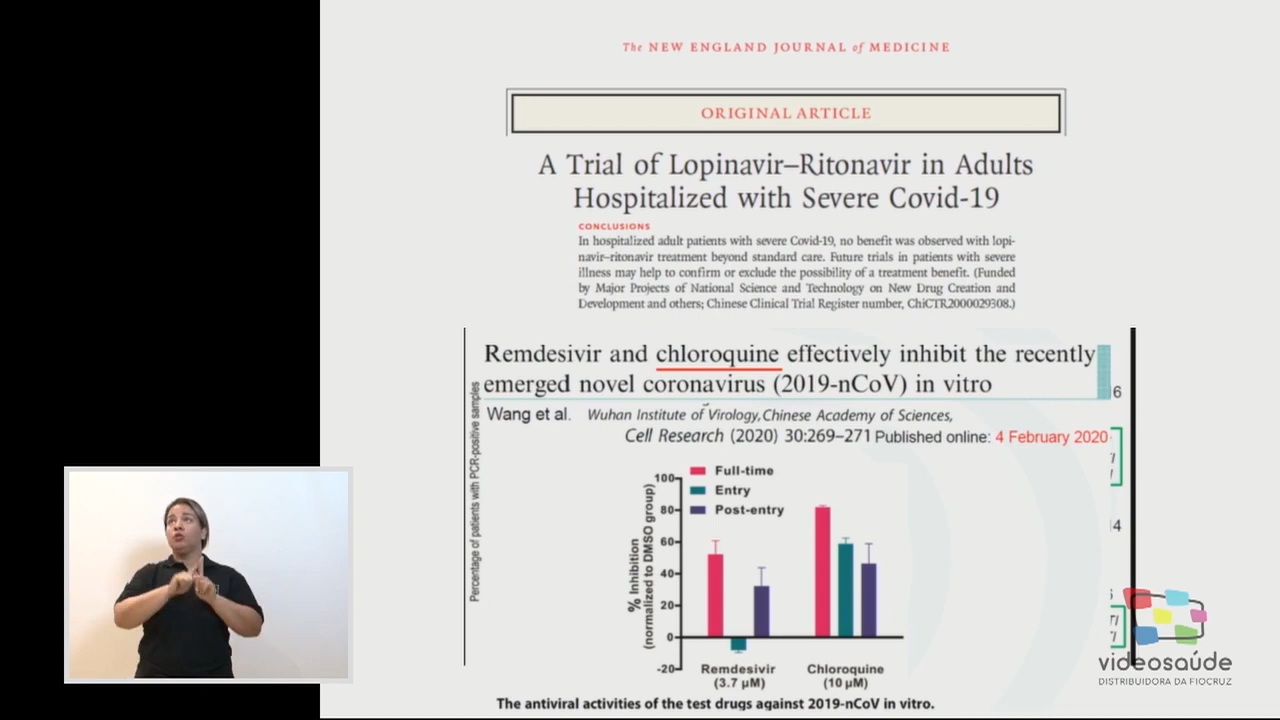 The NEW ENGLAND JOURNAL of MEDICINE
ORIGINAL ARTICLE
A Trial of Lopinavir–Ritonavir in Adults
Hospitalized with Severe Covid-19
CONCLUSIONS
In hospitalized adult patients with severe Covid-19, no benefit was observed with lopi-
navir–ritonavir treatment beyond standard care. Future trials in patients with severe
illness may help to confirm or exclude the possibility of a treatment benefit. (Funded
by Major Projects of National Science and Technology on New Drug Creation and
Development and others; Chinese Clinical Trial Register number, ChiCTR2000029308.)
Remdesivir and chloroquine effectively inhibit the recently
emerged novel coronavirus (2019-nCoV) in vitro
6
Wang et al. Wuhan Institute of Virology, Chinese Academy of Sciences,
Cell Research (2020) 30:269–271 Published online: 4 February 2020
Percentage of patients with PCR-positive samples
% Inhibition
(normalized to DMSO group)
Full-time
Entry
Post-entry
100
80
60
40
20
0
-20
4
Remdesivir
(3.7 µM)
Chloroquine
(10 µM)
The antiviral activities of the test drugs against 2019-nCoV in vitro.
videosaúde
DISTRIBUIDORA DA FIOCRUZ